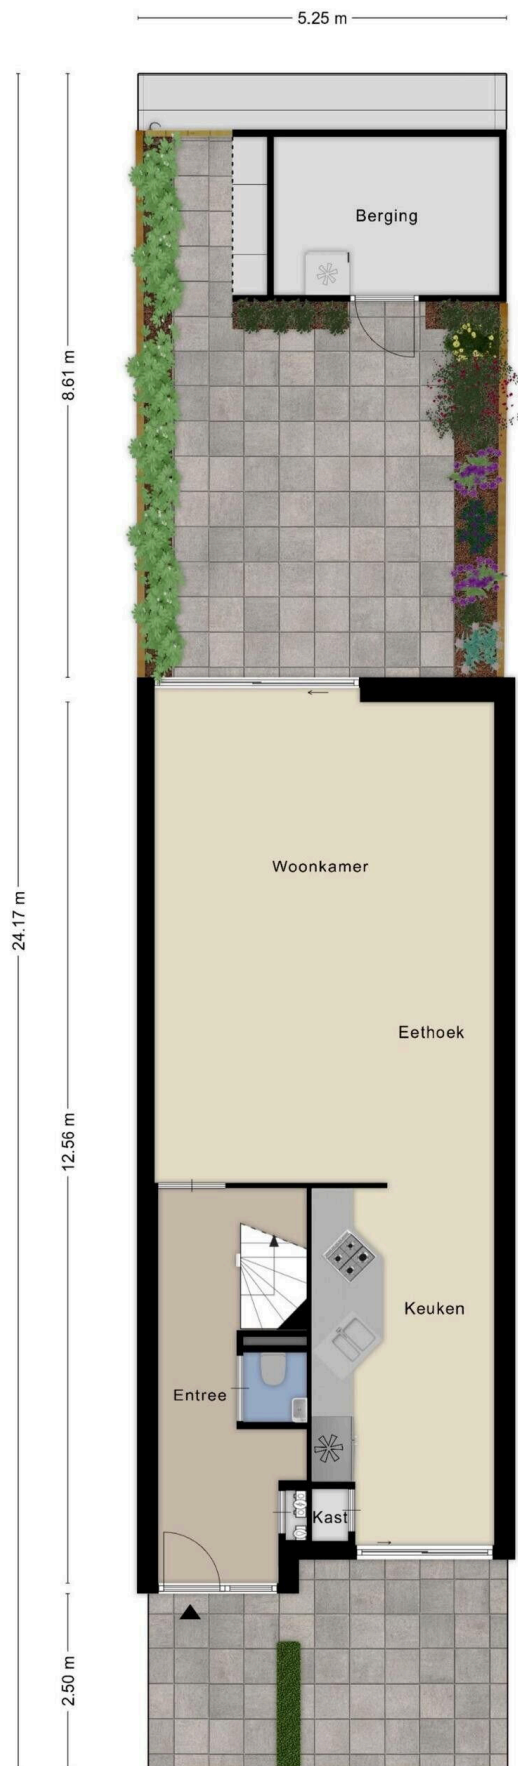 5.25 m
Berging
8.61 m
Woonkamer
24.17 m
Eethoek
12.56 m
Keuken
Entree
Kast
2.50 m